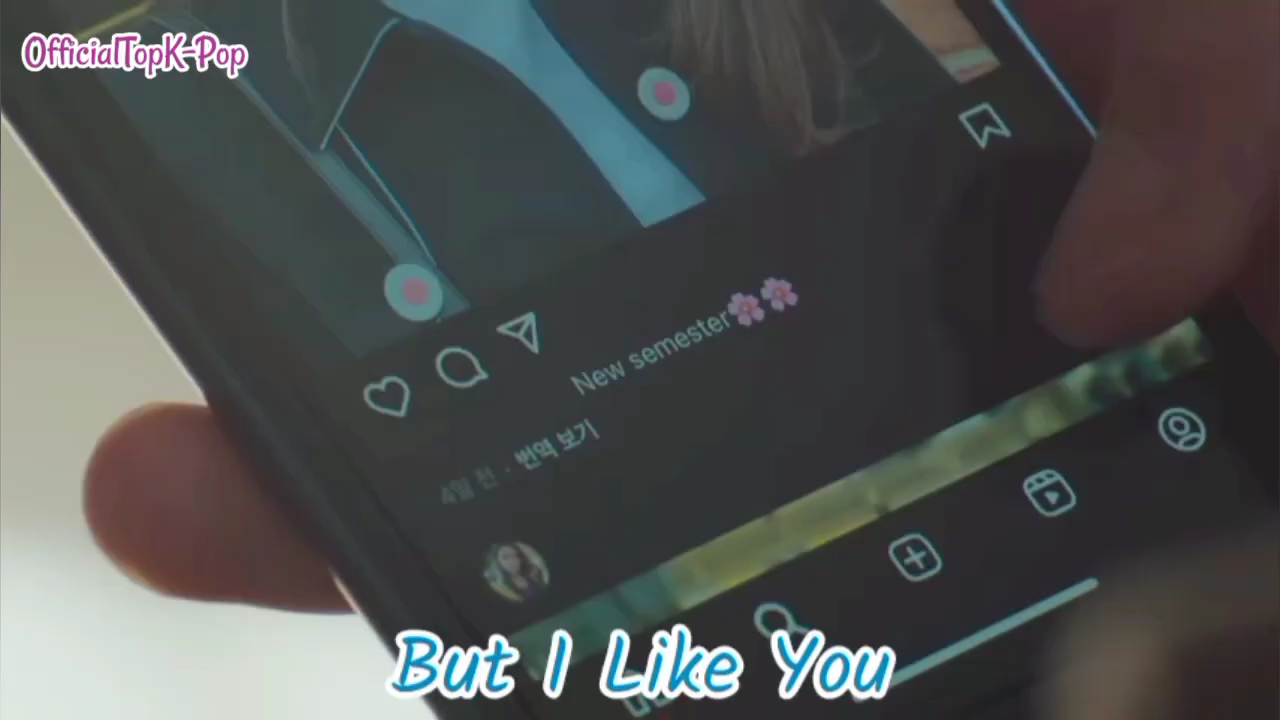 OfficialTopK-Pop
New semester🌸🌸
4일 전 · 번역 보기
But I Like You